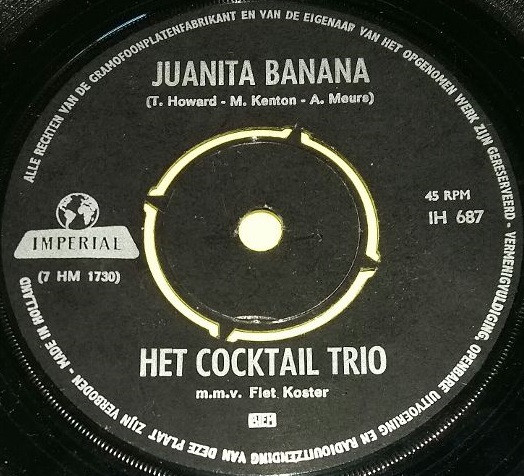 ALLE RECHTEN VAN DE GRAMOFOONPLATENFABRIKANT EN VAN DE EIGENAAR VAN HET OPGENOMEN WERK ZIJN GERESERVEERD - VERMENIGVULDIGING, OPENBARE UITVOERING EN RADIOUITZENDING VAN DEZE PLAAT ZIJN VERBODEN - MADE IN HOLLAND
JUANITA BANANA
(T. Howard - M. Kenton - A. Meurs)
45 RPM
IH 687
IMPERIAL
(7 HM 1730)
HET COCKTAIL TRIO
m.m.v. Fiet Koster